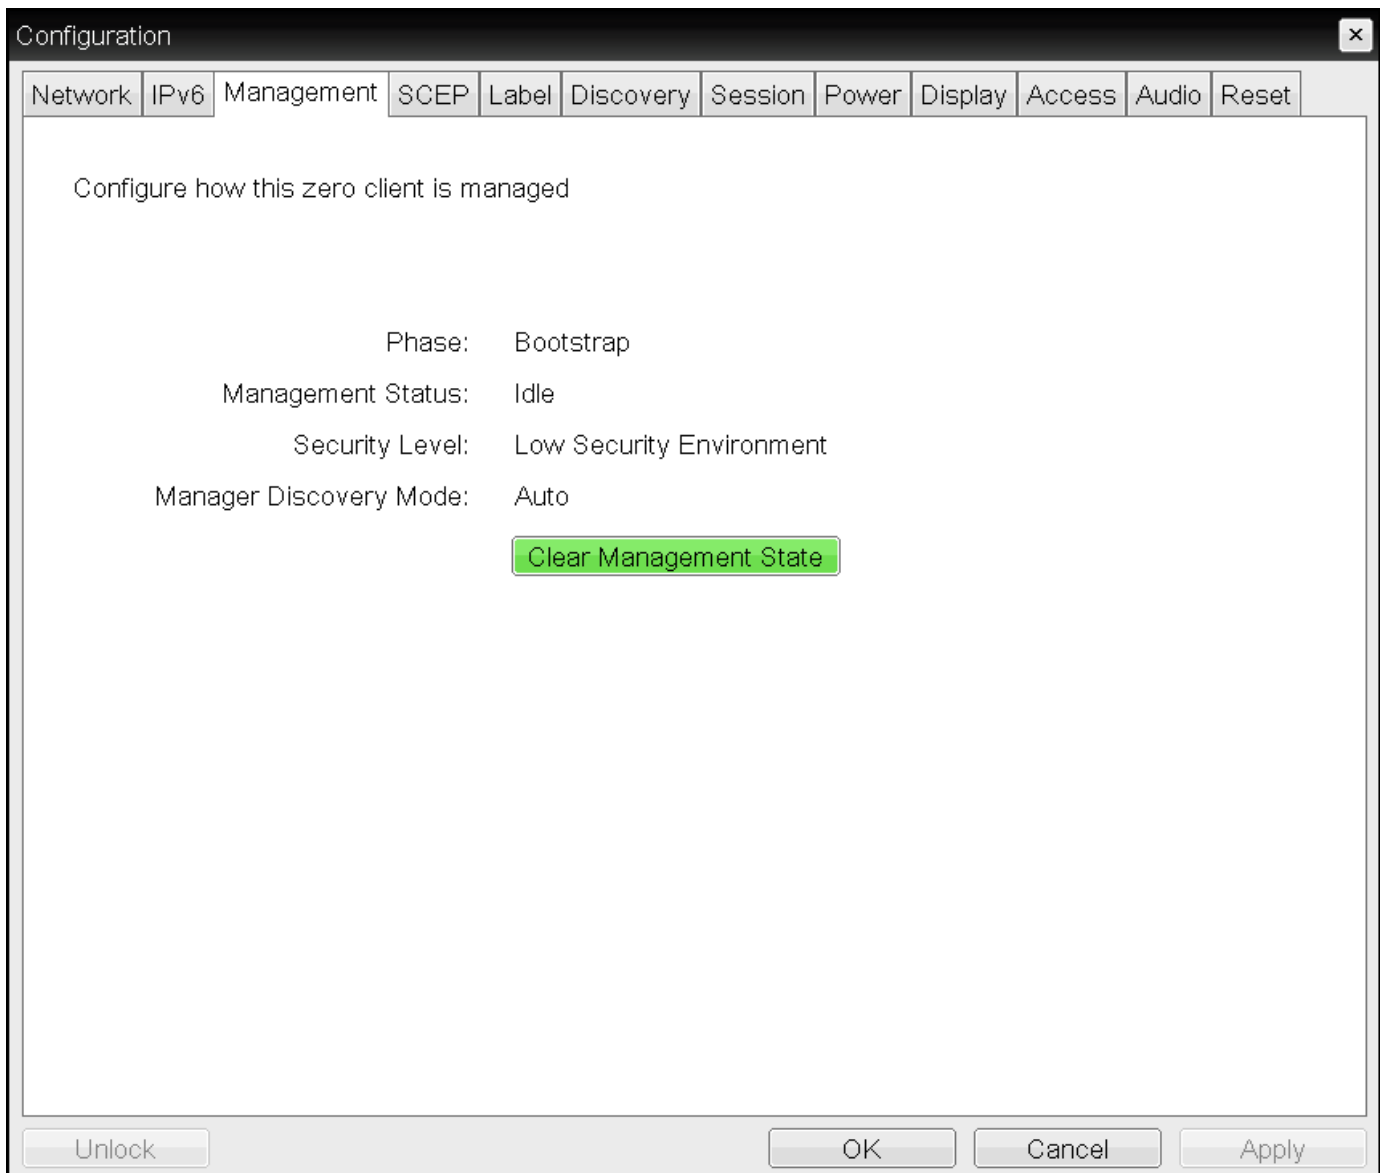 Configuration
Network IPv6 Management SCEP Label Discovery Session Power Display Access Audio Reset
Configure how this zero client is managed
Phase: Bootstrap
Management Status: Idle
Security Level: Low Security Environment
Manager Discovery Mode: Auto
Clear Management State
Unlock OK Cancel Apply